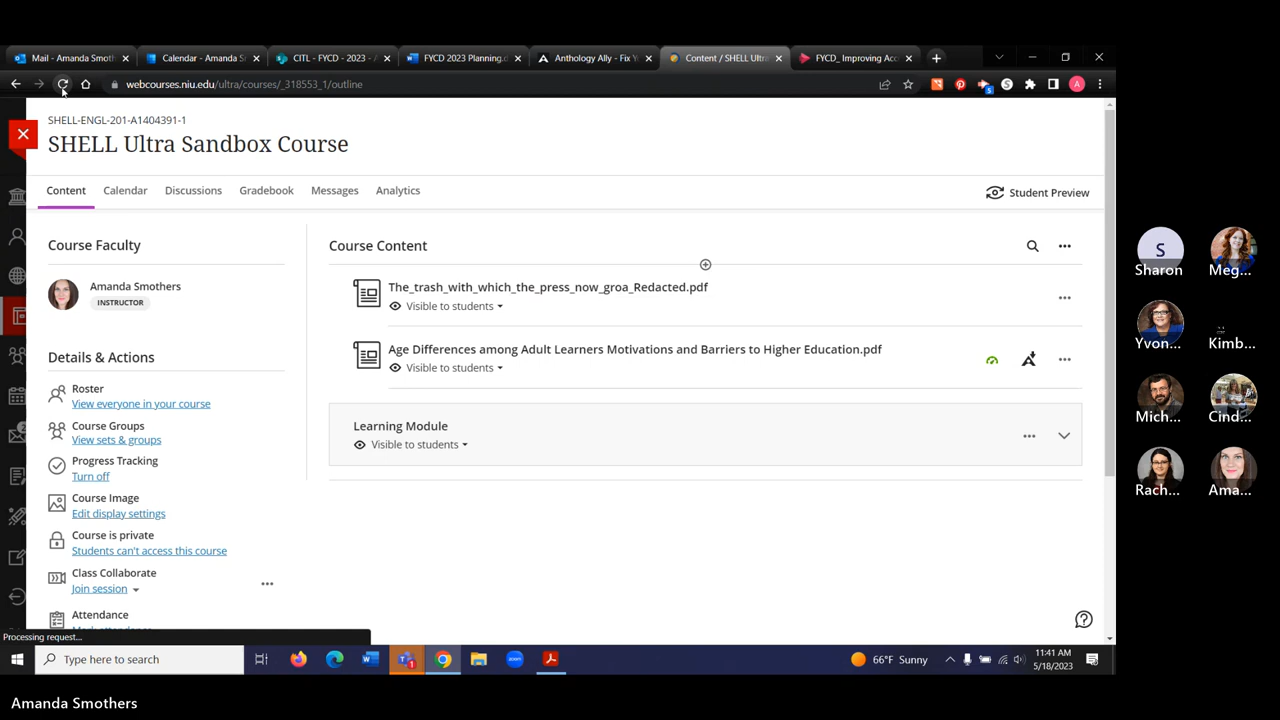 Mail - Amanda Smoth
Calendar - Amanda S
CITL - FYCD - 2023 - A
FYCD 2023 Planning.d
Anthology Ally - Fix Y
Content / SHELL Ultra
FYCD_ Improving Acc
webcourses.niu.edu/ultra/courses/_318553_1/outline
A
5
SHELL-ENGL-201-A1404391-1
SHELL Ultra Sandbox Course
Content
Calendar
Discussions
Gradebook
Messages
Analytics
Student Preview
Course Faculty
Amanda Smothers
INSTRUCTOR
Details & Actions
Roster
View everyone in your course
Course Groups
View sets & groups
Progress Tracking
Turn off
Course Image
Edit display settings
Course is private
Students can't access this course
Class Collaborate
Join session
Attendance
Course Content
The_trash_with_which_the_press_now_groa_Redacted.pdf
Visible to students
Age Differences among Adult Learners Motivations and Barriers to Higher Education.pdf
Visible to students
Learning Module
Visible to students
Processing request...
Type here to search
1
66°F Sunny
11:41 AM
5/18/2023
S
Sharon
Meg...
Yvon...
Kimb...
Mich...
Cind...
Rach...
Ama...
Amanda Smothers